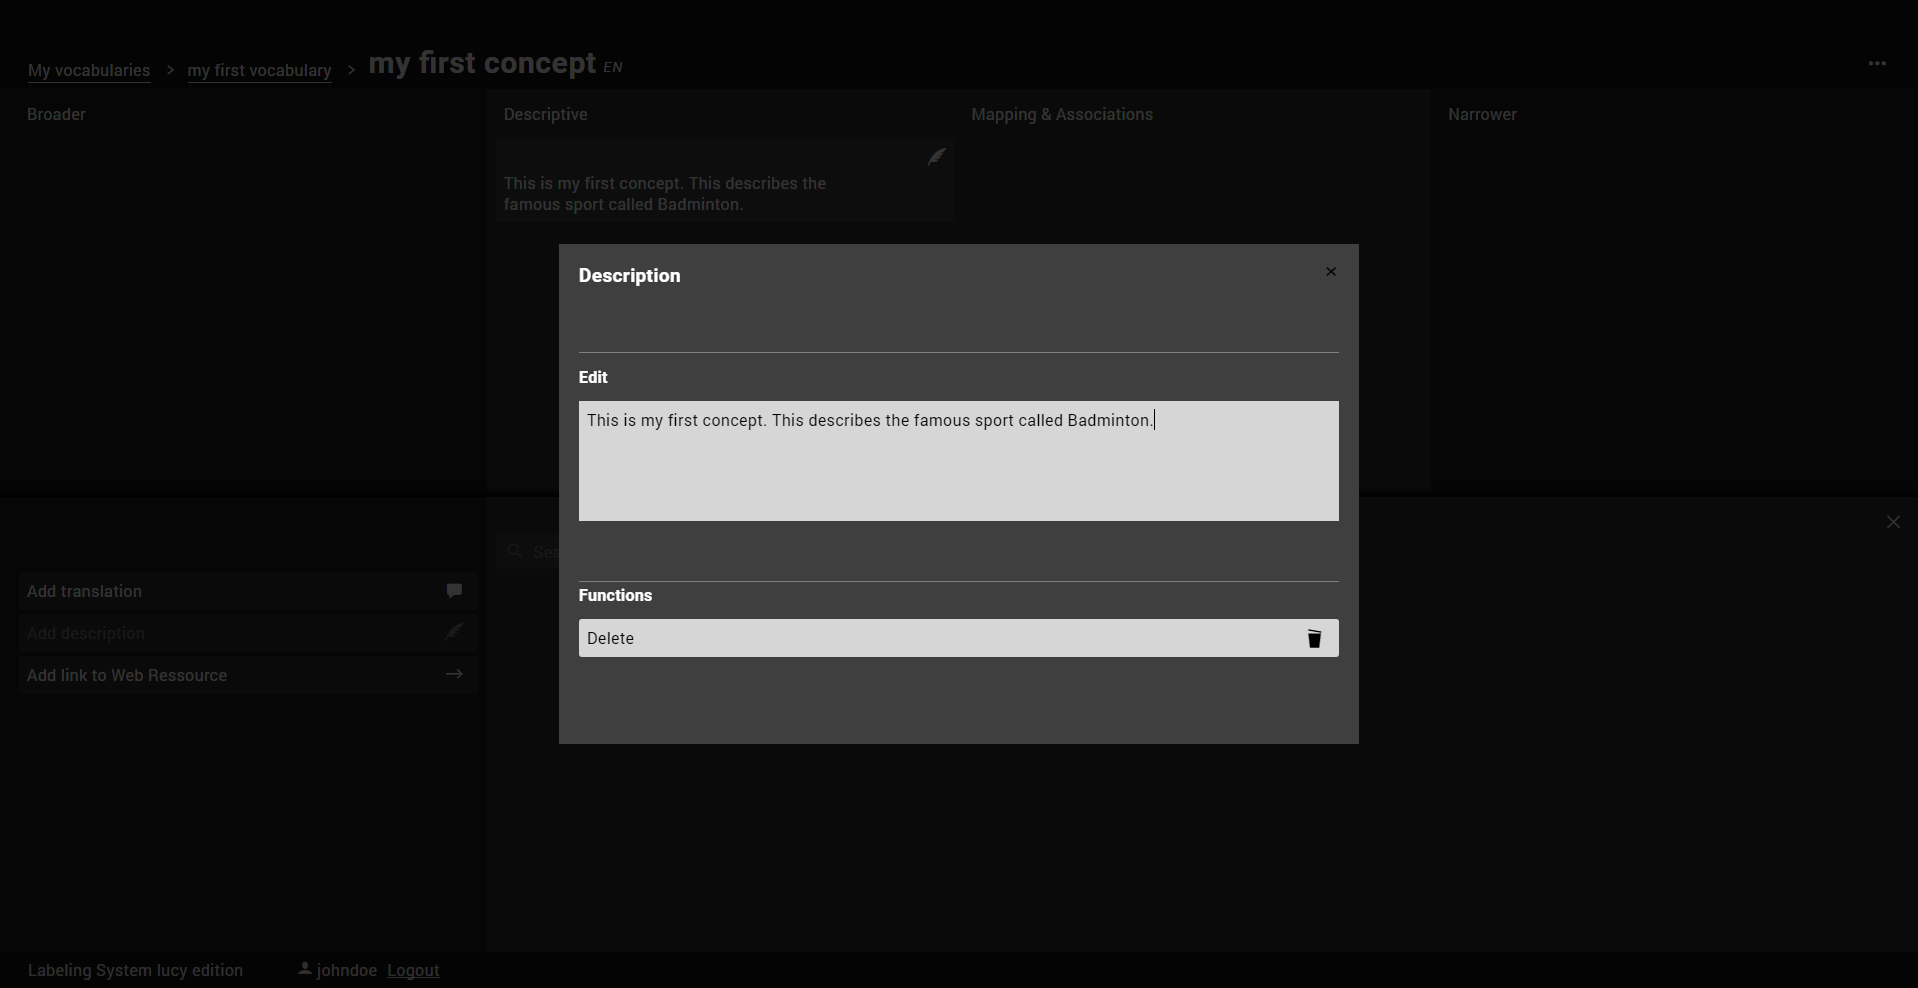 My vocabularies > my first vocabulary > my first concept EN
Broader
Descriptive
Mapping & Associations
Narrower
This is my first concept. This describes the
famous sport called Badminton.
Description
Edit
This is my first concept. This describes the famous sport called Badminton.
Functions
Delete
Add translation
Add description
Add link to Web Ressource
Labeling System lucy edition
johndoe Logout